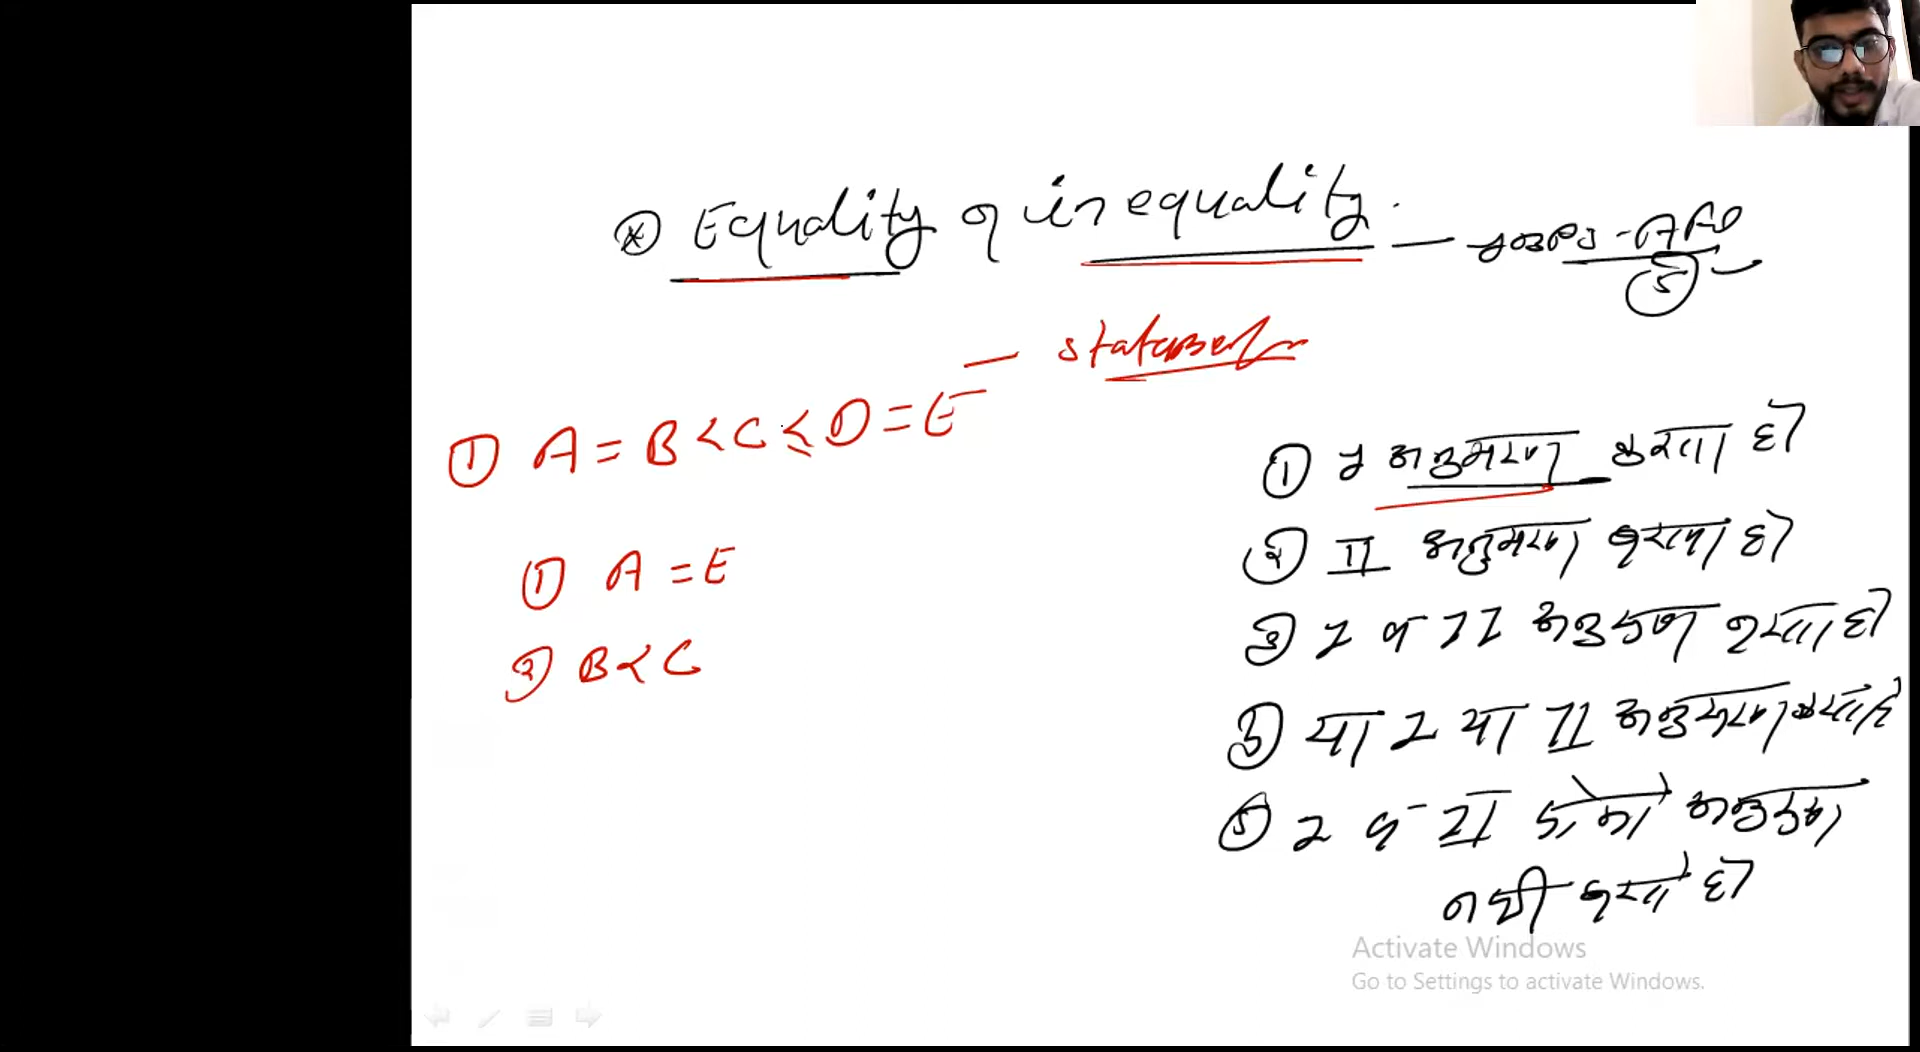 Equality व inequality.
5
statement
① A = B < C ≤ D = E
① A = E
② B < C
① I अनुसरण करता हो
② II अनुसरण करता हो
③ I व II अनुसरण करता हो
या I या II अनुसरण करता हो
⑤ I व II दोनो अनुसरण
नही करते हो
Activate Windows
Go to Settings to activate Windows.